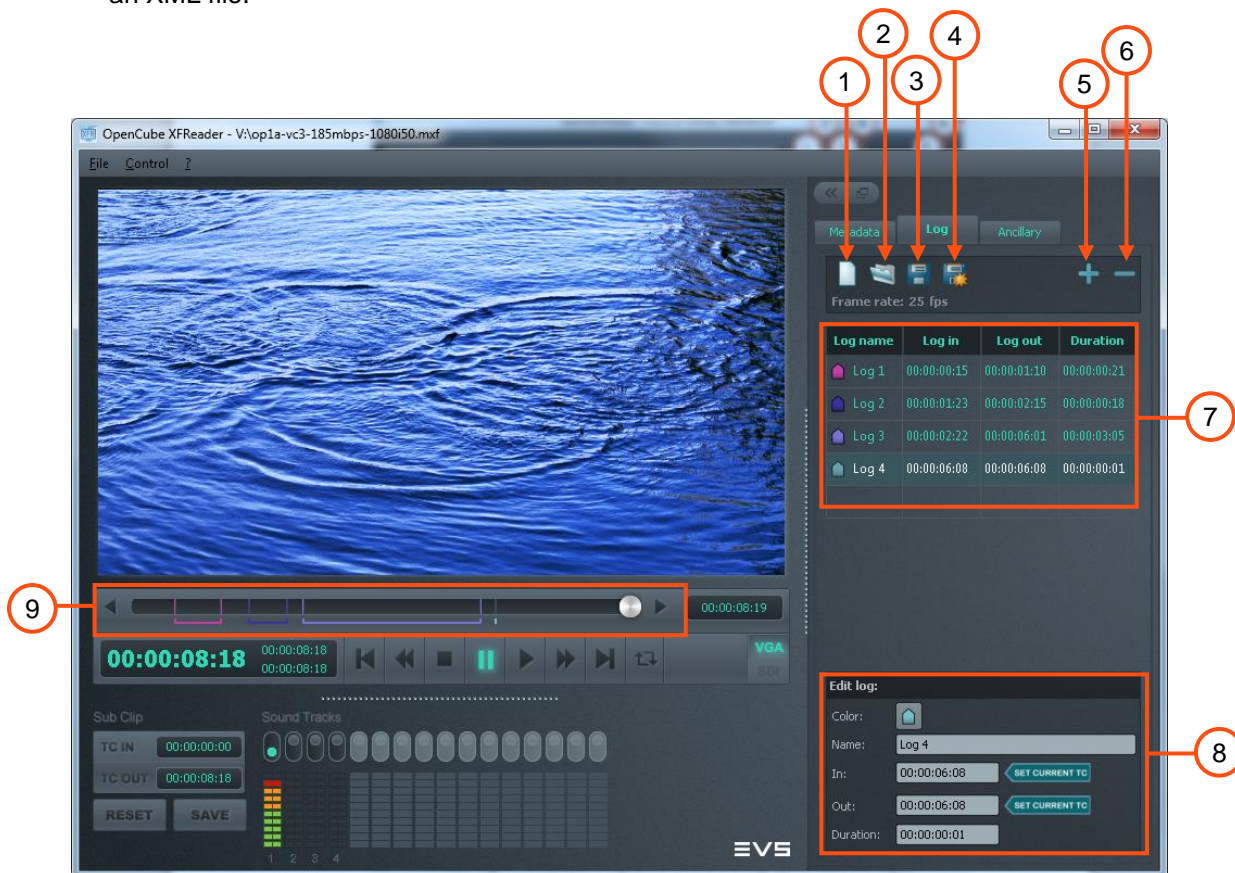 an XML file.
2
4
6
1
3
5
OpenCube XFReader - V:\op1a-vc3-185mbps-1080i50.mxf
File Control ?
Metadata Log Ancillary
Frame rate: 25 fps
Log name Log in Log out Duration
Log 1 00:00:00:15 00:00:01:10 00:00:00:21
Log 2 00:00:01:23 00:00:02:15 00:00:00:18
Log 3 00:00:02:22 00:00:06:01 00:00:03:05
Log 4 00:00:06:08 00:00:06:08 00:00:00:01
7
9
00:00:08:19
00:00:08:18
00:00:08:18
00:00:08:18
VGA
SDI
Sub Clip
TC IN 00:00:00:00
TC OUT 00:00:08:18
RESET SAVE
Sound Tracks
1 2 3 4
EVS
Edit log:
Color:
Name: Log 4
In: 00:00:06:08 SET CURRENT TC
Out: 00:00:06:08 SET CURRENT TC
Duration: 00:00:00:01
8